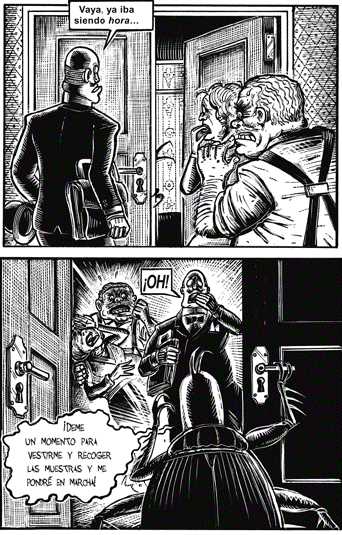 Vaya, ya iba
siendo hora...
¡OH!
¡DEME
UN MOMENTO PARA
VESTIRME Y RECOGER
LAS MUESTRAS Y ME
PONDRÉ EN MARCHA!